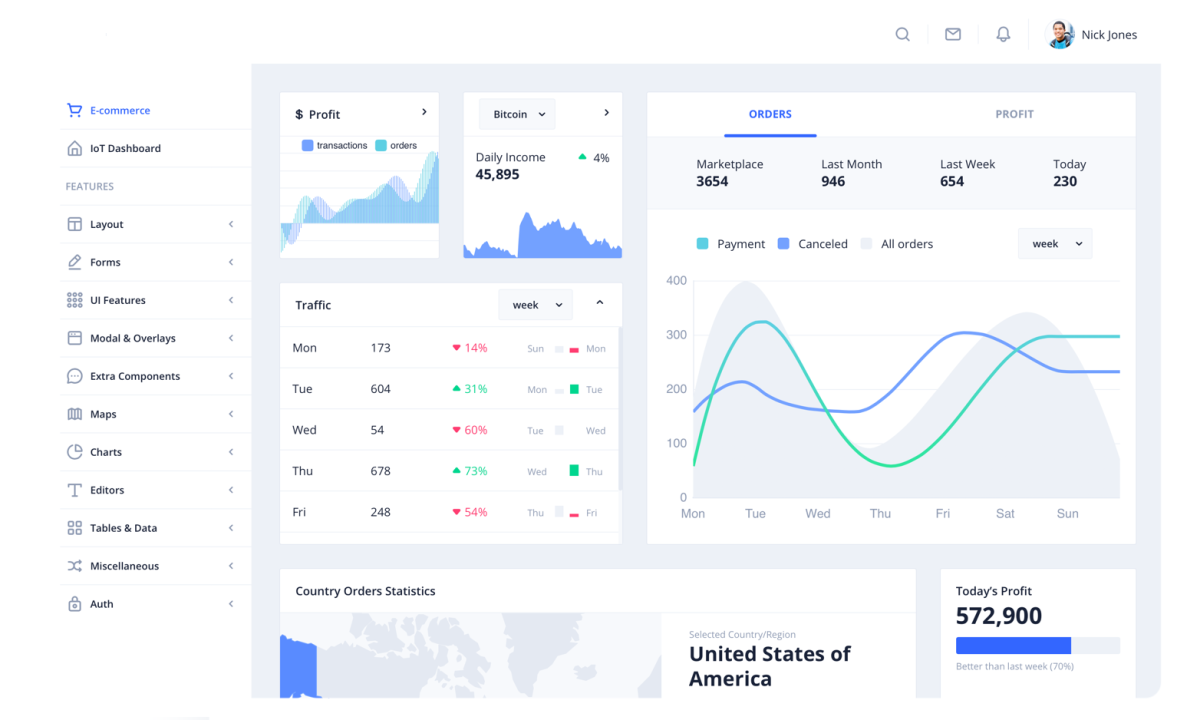 Nick Jones
E-commerce
IoT Dashboard
FEATURES
Layout
Forms
UI Features
Modal & Overlays
Extra Components
Maps
Charts
Editors
Tables & Data
Miscellaneous
Auth
$ Profit
transactions orders
Bitcoin
Daily Income 4%
45,895
Traffic week
Mon 173 14% Sun Mon
Tue 604 31% Mon Tue
Wed 54 60% Tue Wed
Thu 678 73% Wed Thu
Fri 248 54% Thu Fri
ORDERS PROFIT
Marketplace Last Month Last Week Today
3654 946 654 230
Payment Canceled All orders week
400
300
200
100
0
Mon Tue Wed Thu Fri Sat Sun
Country Orders Statistics
Selected Country/Region
United States of
America
Today's Profit
572,900
Better than last week (70%)